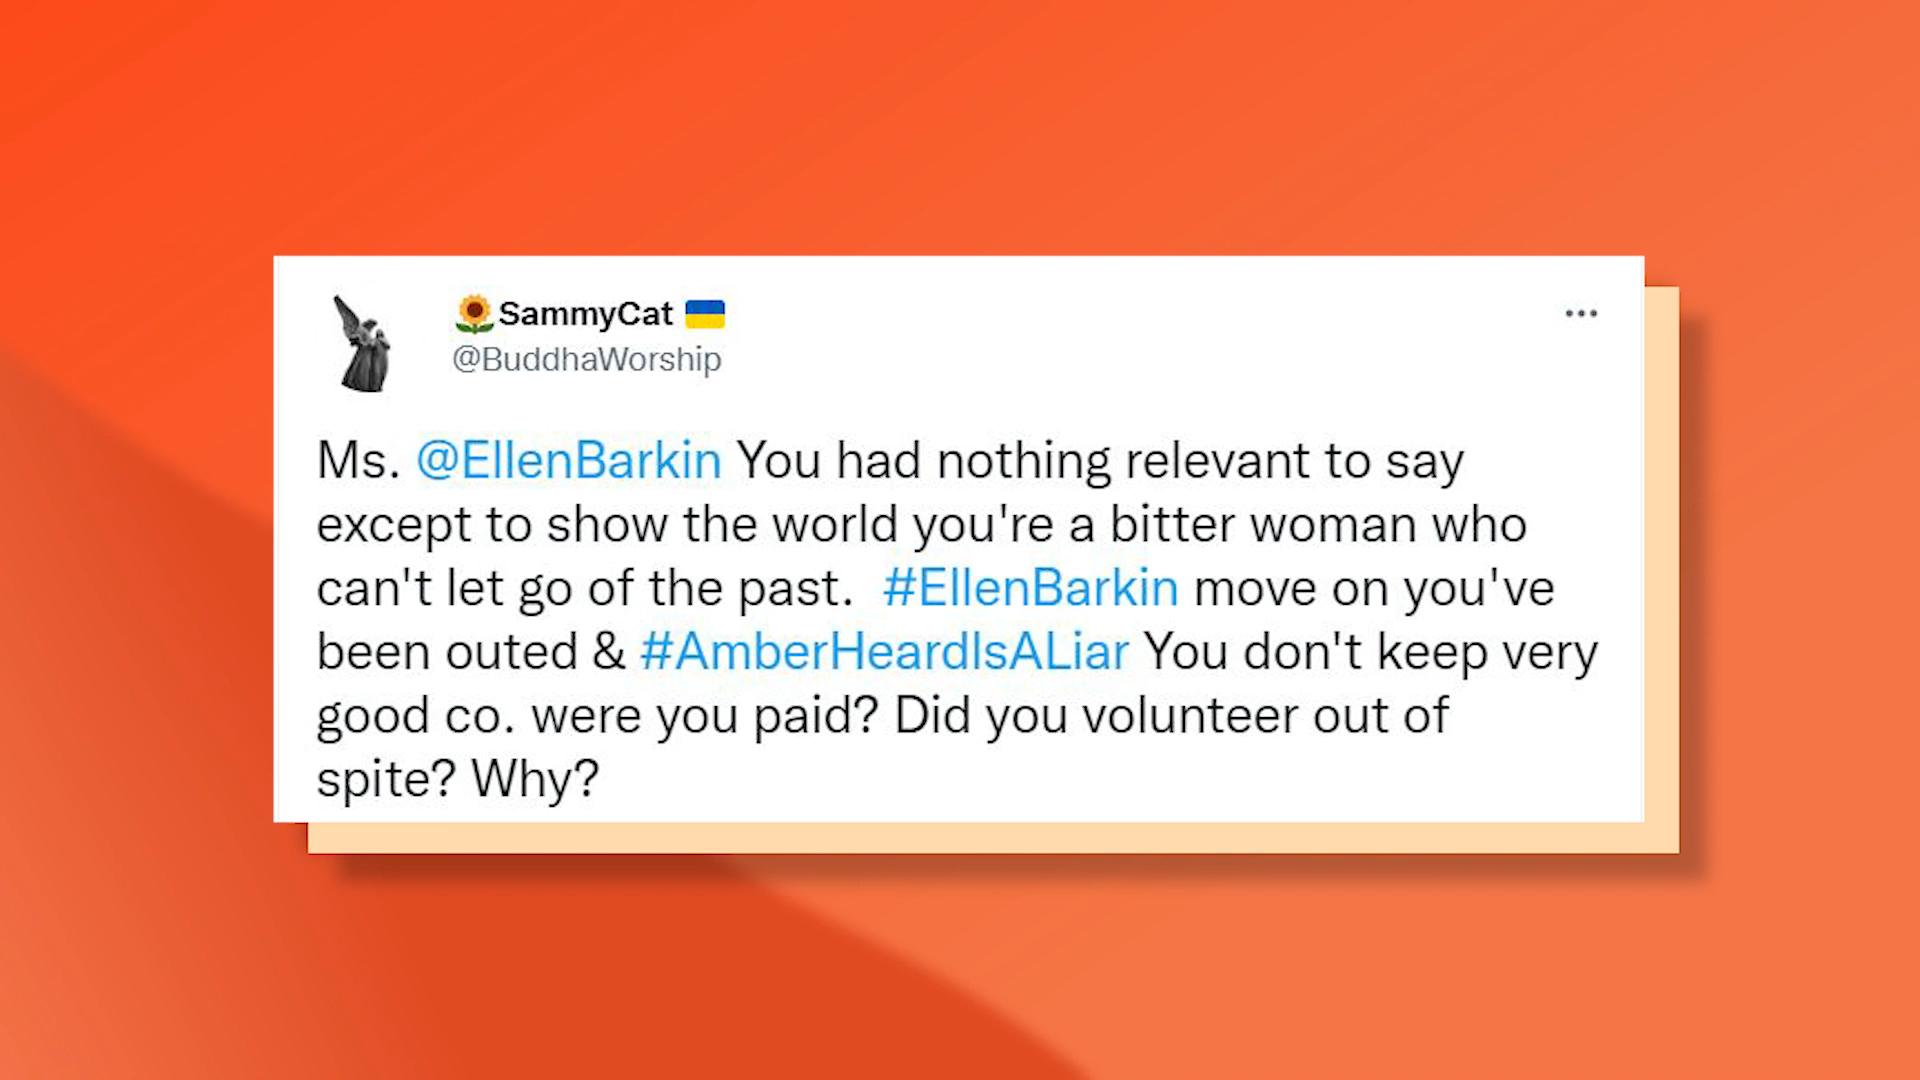 🌻SammyCat 🇺🇦
@BuddhaWorship
Ms. @EllenBarkin You had nothing relevant to say
except to show the world you're a bitter woman who
can't let go of the past.  #EllenBarkin move on you've
been outed & #AmberHeardIsALiar You don't keep very
good co. were you paid? Did you volunteer out of
spite? Why?